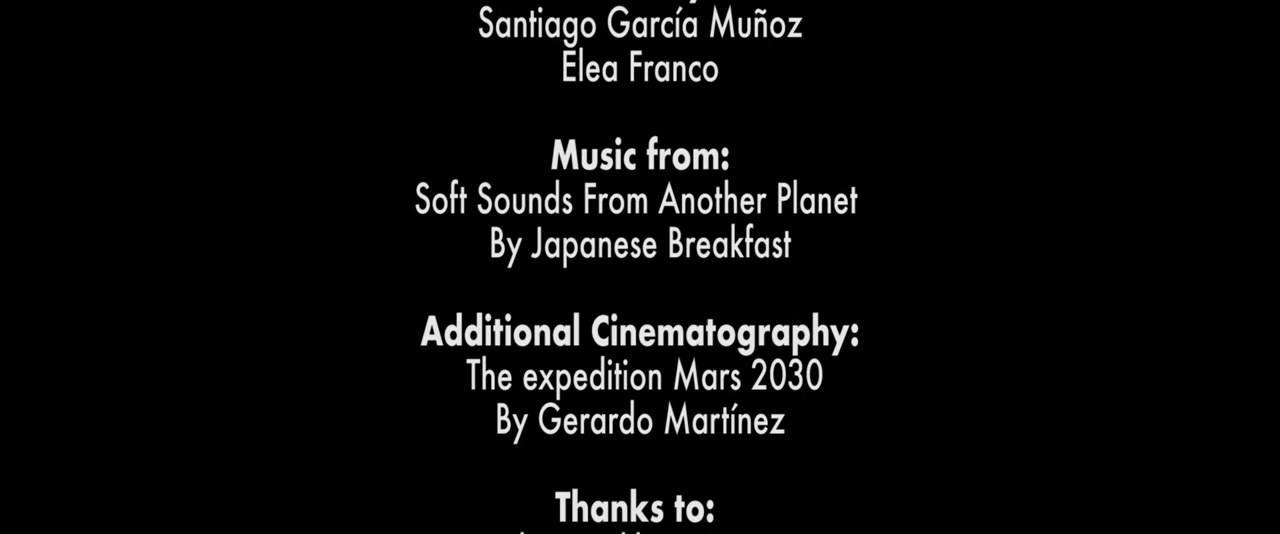 Santiago García Muñoz
Elea Franco
Music from:
Soft Sounds From Another Planet
By Japanese Breakfast
Additional Cinematography:
The expedition Mars 2030
By Gerardo Martínez
Thanks to: